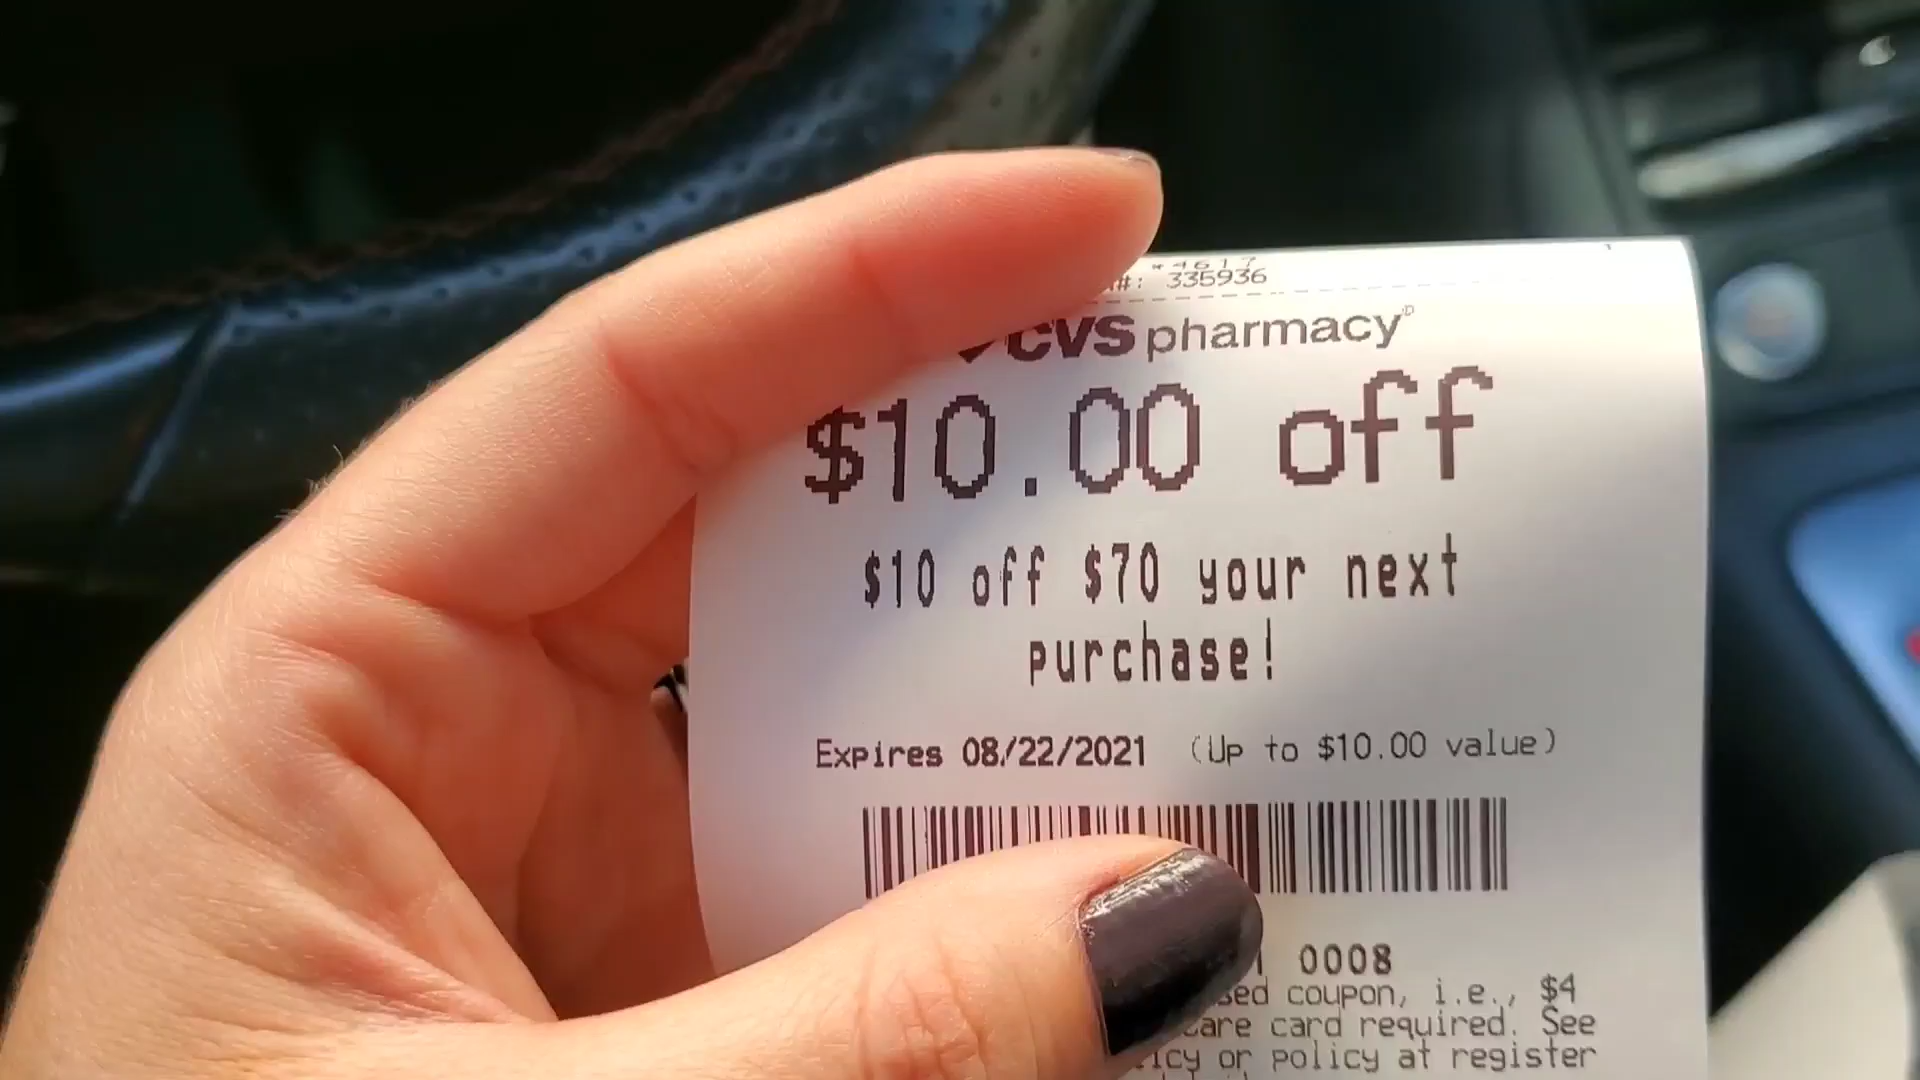 *4617
#: 335936
CVS pharmacy®
$10.00 off
$10 off $70 your next
purchase!
Expires 08/22/2021 (Up to $10.00 value)
0008
coupon, i.e., $4
card required. See
or policy at register